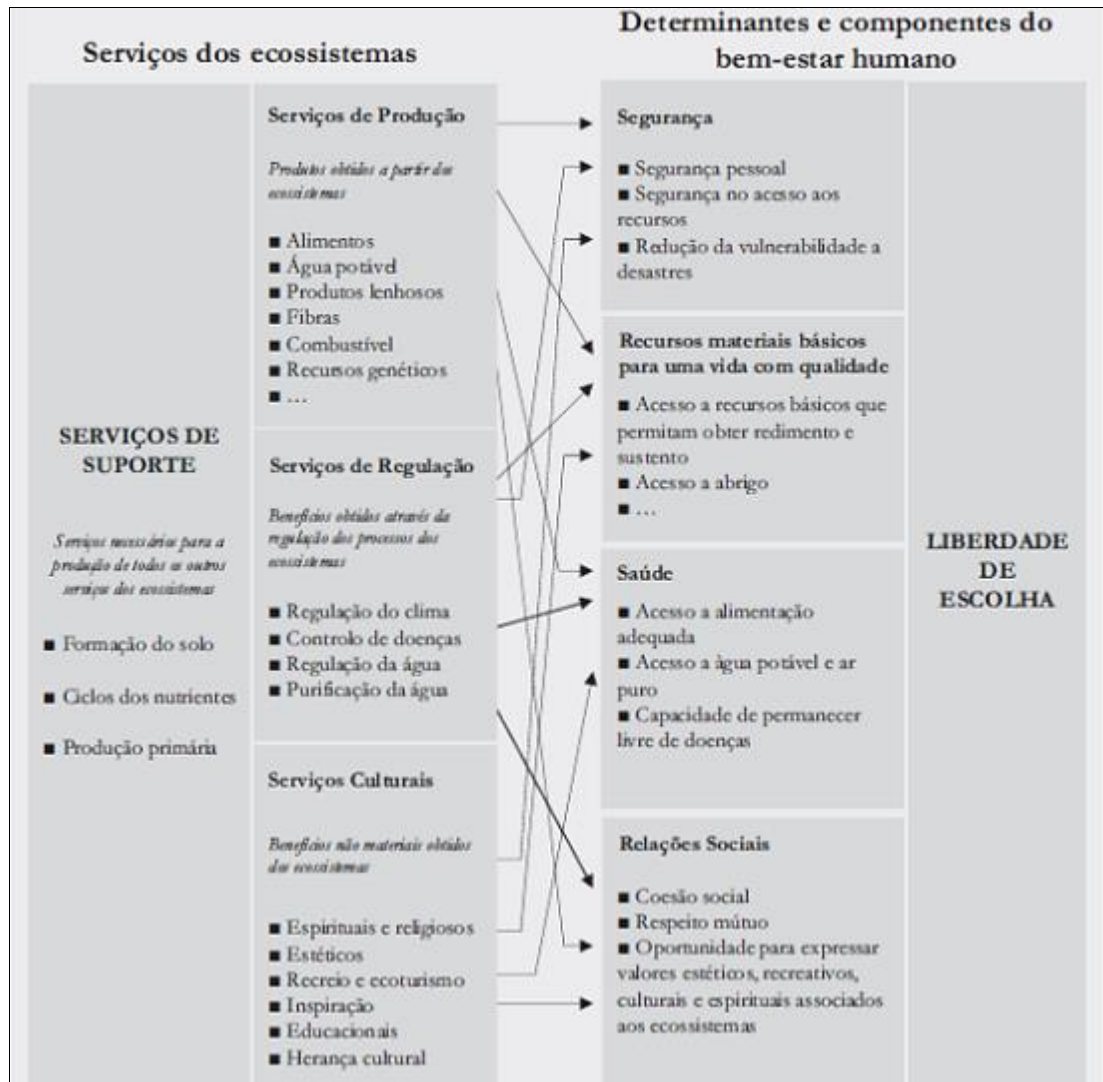 Serviços dos ecossistemas
Determinantes e componentes do
bem-estar humano
SERVIÇOS DE
SUPORTE
Serviços necessários para a
produção de todos os outros
serviços dos ecossistemas
■ Formação do solo
■ Ciclos dos nutrientes
■ Produção primária
Serviços de Produção
Produtos obtidos a partir dos
ecossistemas
■ Alimentos
■ Água potável
■ Produtos lenhosos
■ Fibras
■ Combustível
■ Recursos genéticos
■ …
Serviços de Regulação
Benefícios obtidos através da
regulação dos processos dos
ecossistemas
■ Regulação do clima
■ Controlo de doenças
■ Regulação da água
■ Purificação da água
Serviços Culturais
Benefícios não materiais obtidos
dos ecossistemas
■ Espirituais e religiosos
■ Estéticos
■ Recreio e ecoturismo
■ Inspiração
■ Educacionais
■ Herança cultural
Segurança
■ Segurança pessoal
■ Segurança no acesso aos
recursos
■ Redução da vulnerabilidade a
desastres
Recursos materiais básicos
para uma vida com qualidade
■ Acesso a recursos básicos que
permitam obter redimento e
sustento
■ Acesso a abrigo
■ …
Saúde
■ Acesso a alimentação
adequada
■ Acesso a àgua potável e ar
puro
■ Capacidade de permanecer
livre de doenças
Relações Sociais
■ Coesão social
■ Respeito mútuo
■ Oportunidade para expressar
valores estéticos, recreativos,
culturais e espirituais associados
aos ecossistemas
LIBERDADE
DE
ESCOLHA